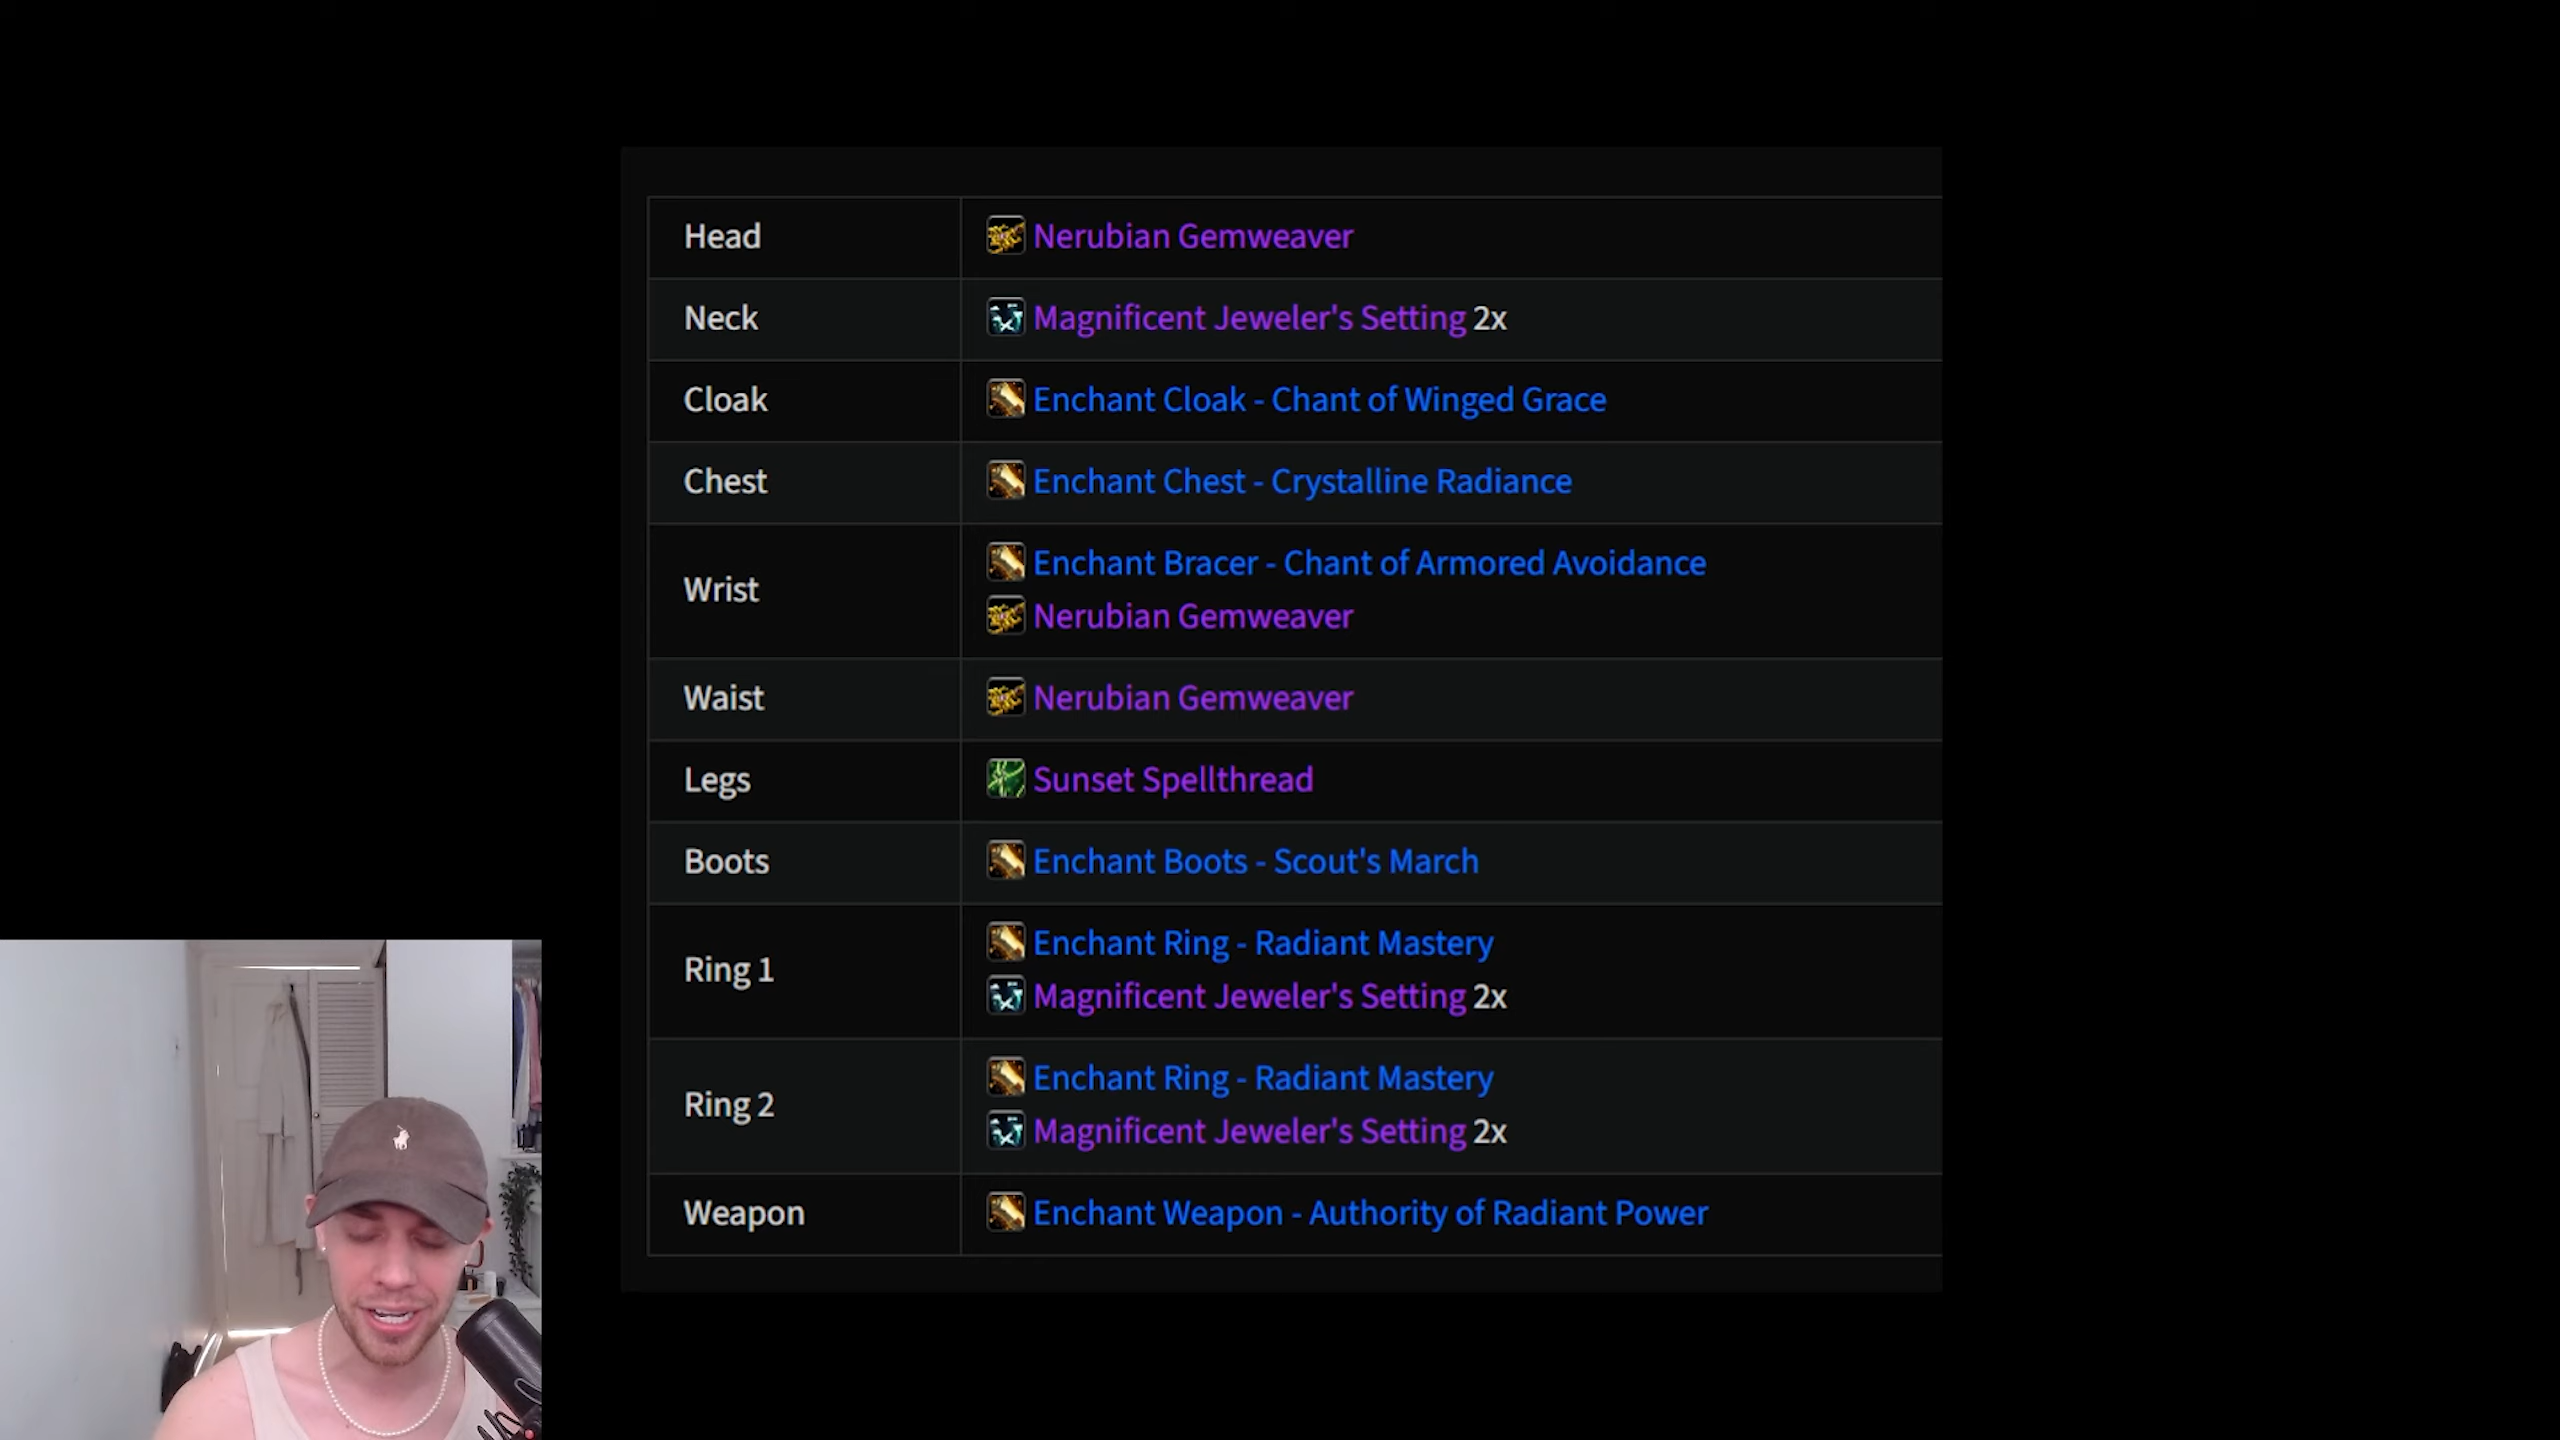 Head
Nerubian Gemweaver
Neck
Magnificent Jeweler's Setting 2x
Cloak
Enchant Cloak - Chant of Winged Grace
Chest
Enchant Chest - Crystalline Radiance
Wrist
Enchant Bracer - Chant of Armored Avoidance
Nerubian Gemweaver
Waist
Nerubian Gemweaver
Legs
Sunset Spellthread
Boots
Enchant Boots - Scout's March
Ring 1
Enchant Ring - Radiant Mastery
Magnificent Jeweler's Setting 2x
Ring 2
Enchant Ring - Radiant Mastery
Magnificent Jeweler's Setting 2x
Weapon
Enchant Weapon - Authority of Radiant Power